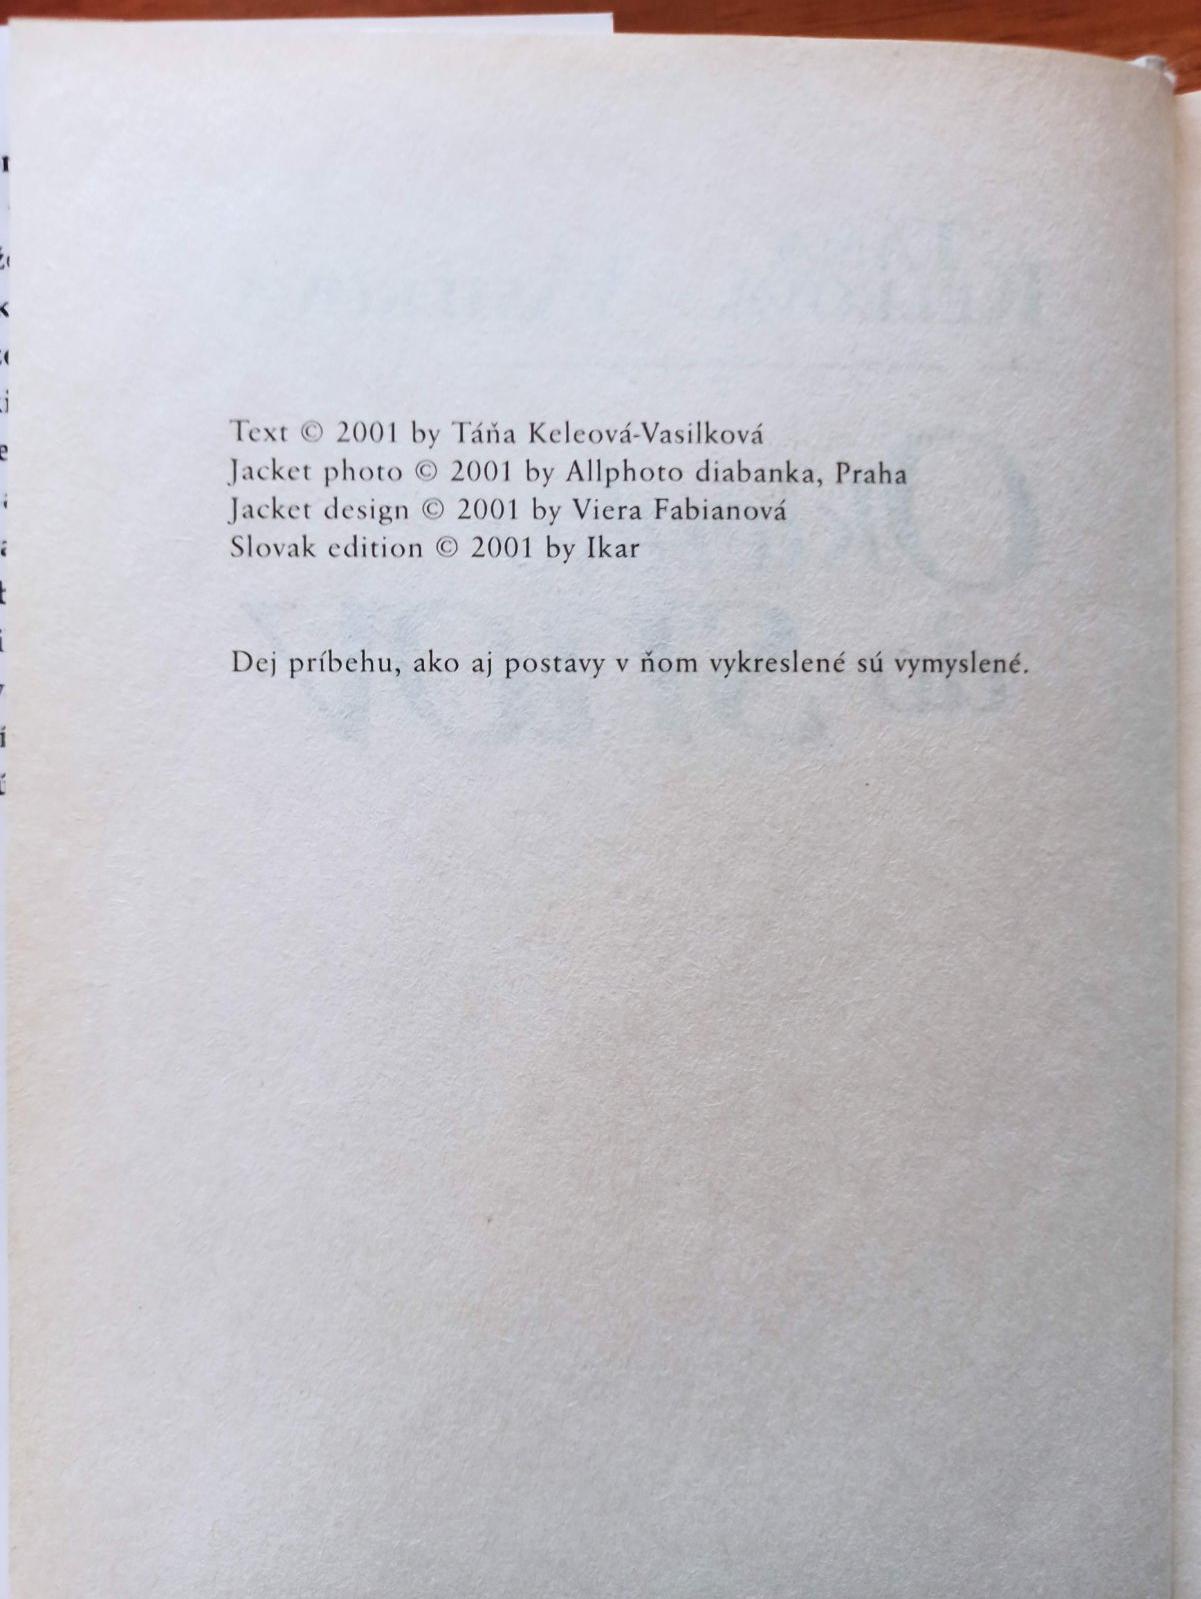 Text © 2001 by Táňa Keleová-Vasilková
Jacket photo © 2001 by Allphoto diabanka, Praha
Jacket design © 2001 by Viera Fabianová
Slovak edition © 2001 by Ikar
Dej príbehu, ako aj postavy v ňom vykreslené sú vymyslené.